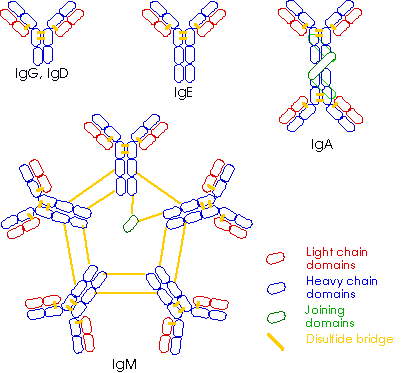 IgG, IgD
IgE
IgA
Light chain
domains
Heavy chain
domains
Joining
domains
Disulfide bridge
IgM